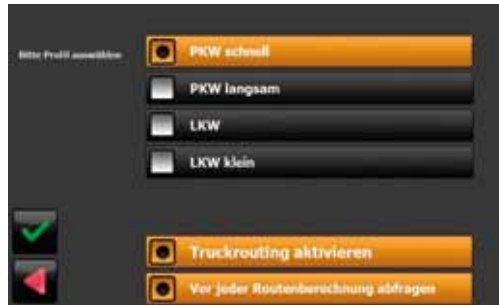 Bitte Profil auswählen
PKW schnell
PKW langsam
LKW
LKW klein
Truckrouting aktivieren
Vor jeder Routenberechnung abfragen